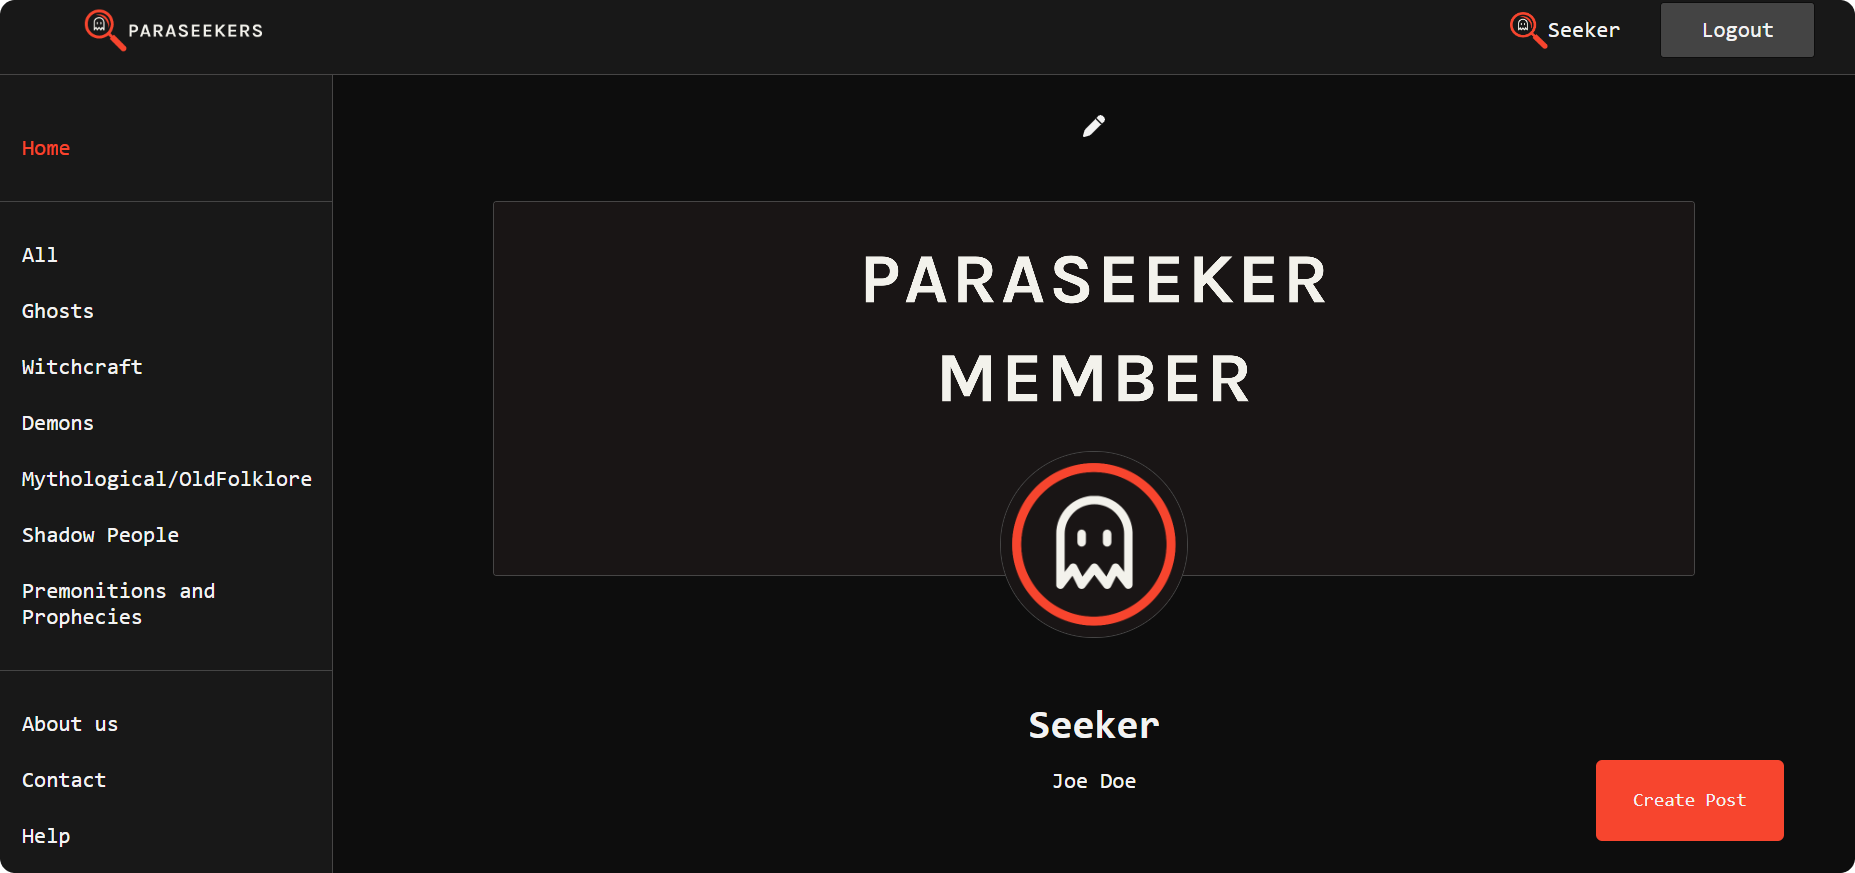 PARASEEKERS
Seeker
Logout
Home
All
Ghosts
Witchcraft
Demons
Mythological/OldFolklore
Shadow People
Premonitions and
Prophecies
About us
Contact
Help
PARASEEKER
MEMBER
Seeker
Joe Doe
Create Post